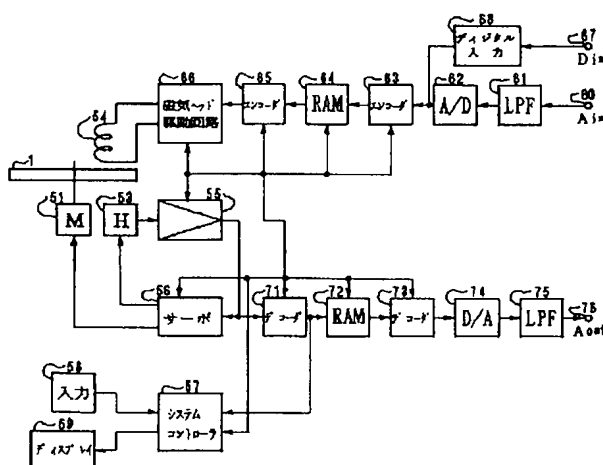 68
ディジタル
入力
67
Din
66
磁気ヘッド
駆動回路
65
エンコーダ
64
RAM
63
エンコーダ
62
A/D
61
LPF
60
Ain
54
1
51
M
53
H
55
56
サーボ
71
デコーダ
72
RAM
73
デコーダ
74
D/A
75
LPF
76
Aout
58
入力
57
システム
コントローラ
59
ディスプレイ